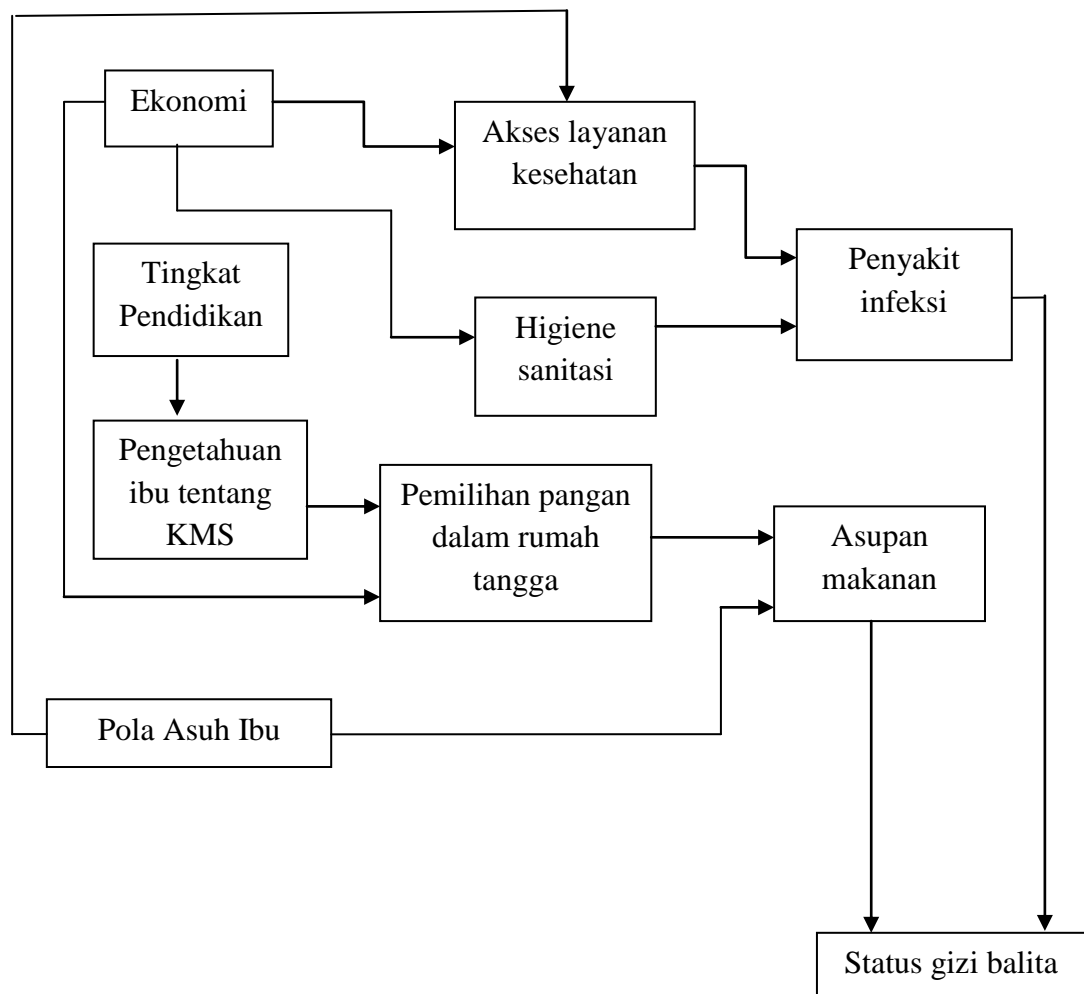 Ekonomi
Akses layanan
kesehatan
Tingkat
Pendidikan
Penyakit
infeksi
Higiene
sanitasi
Pengetahuan
ibu tentang
KMS
Pemilihan pangan
dalam rumah
tangga
Asupan
makanan
Pola Asuh Ibu
Status gizi balita